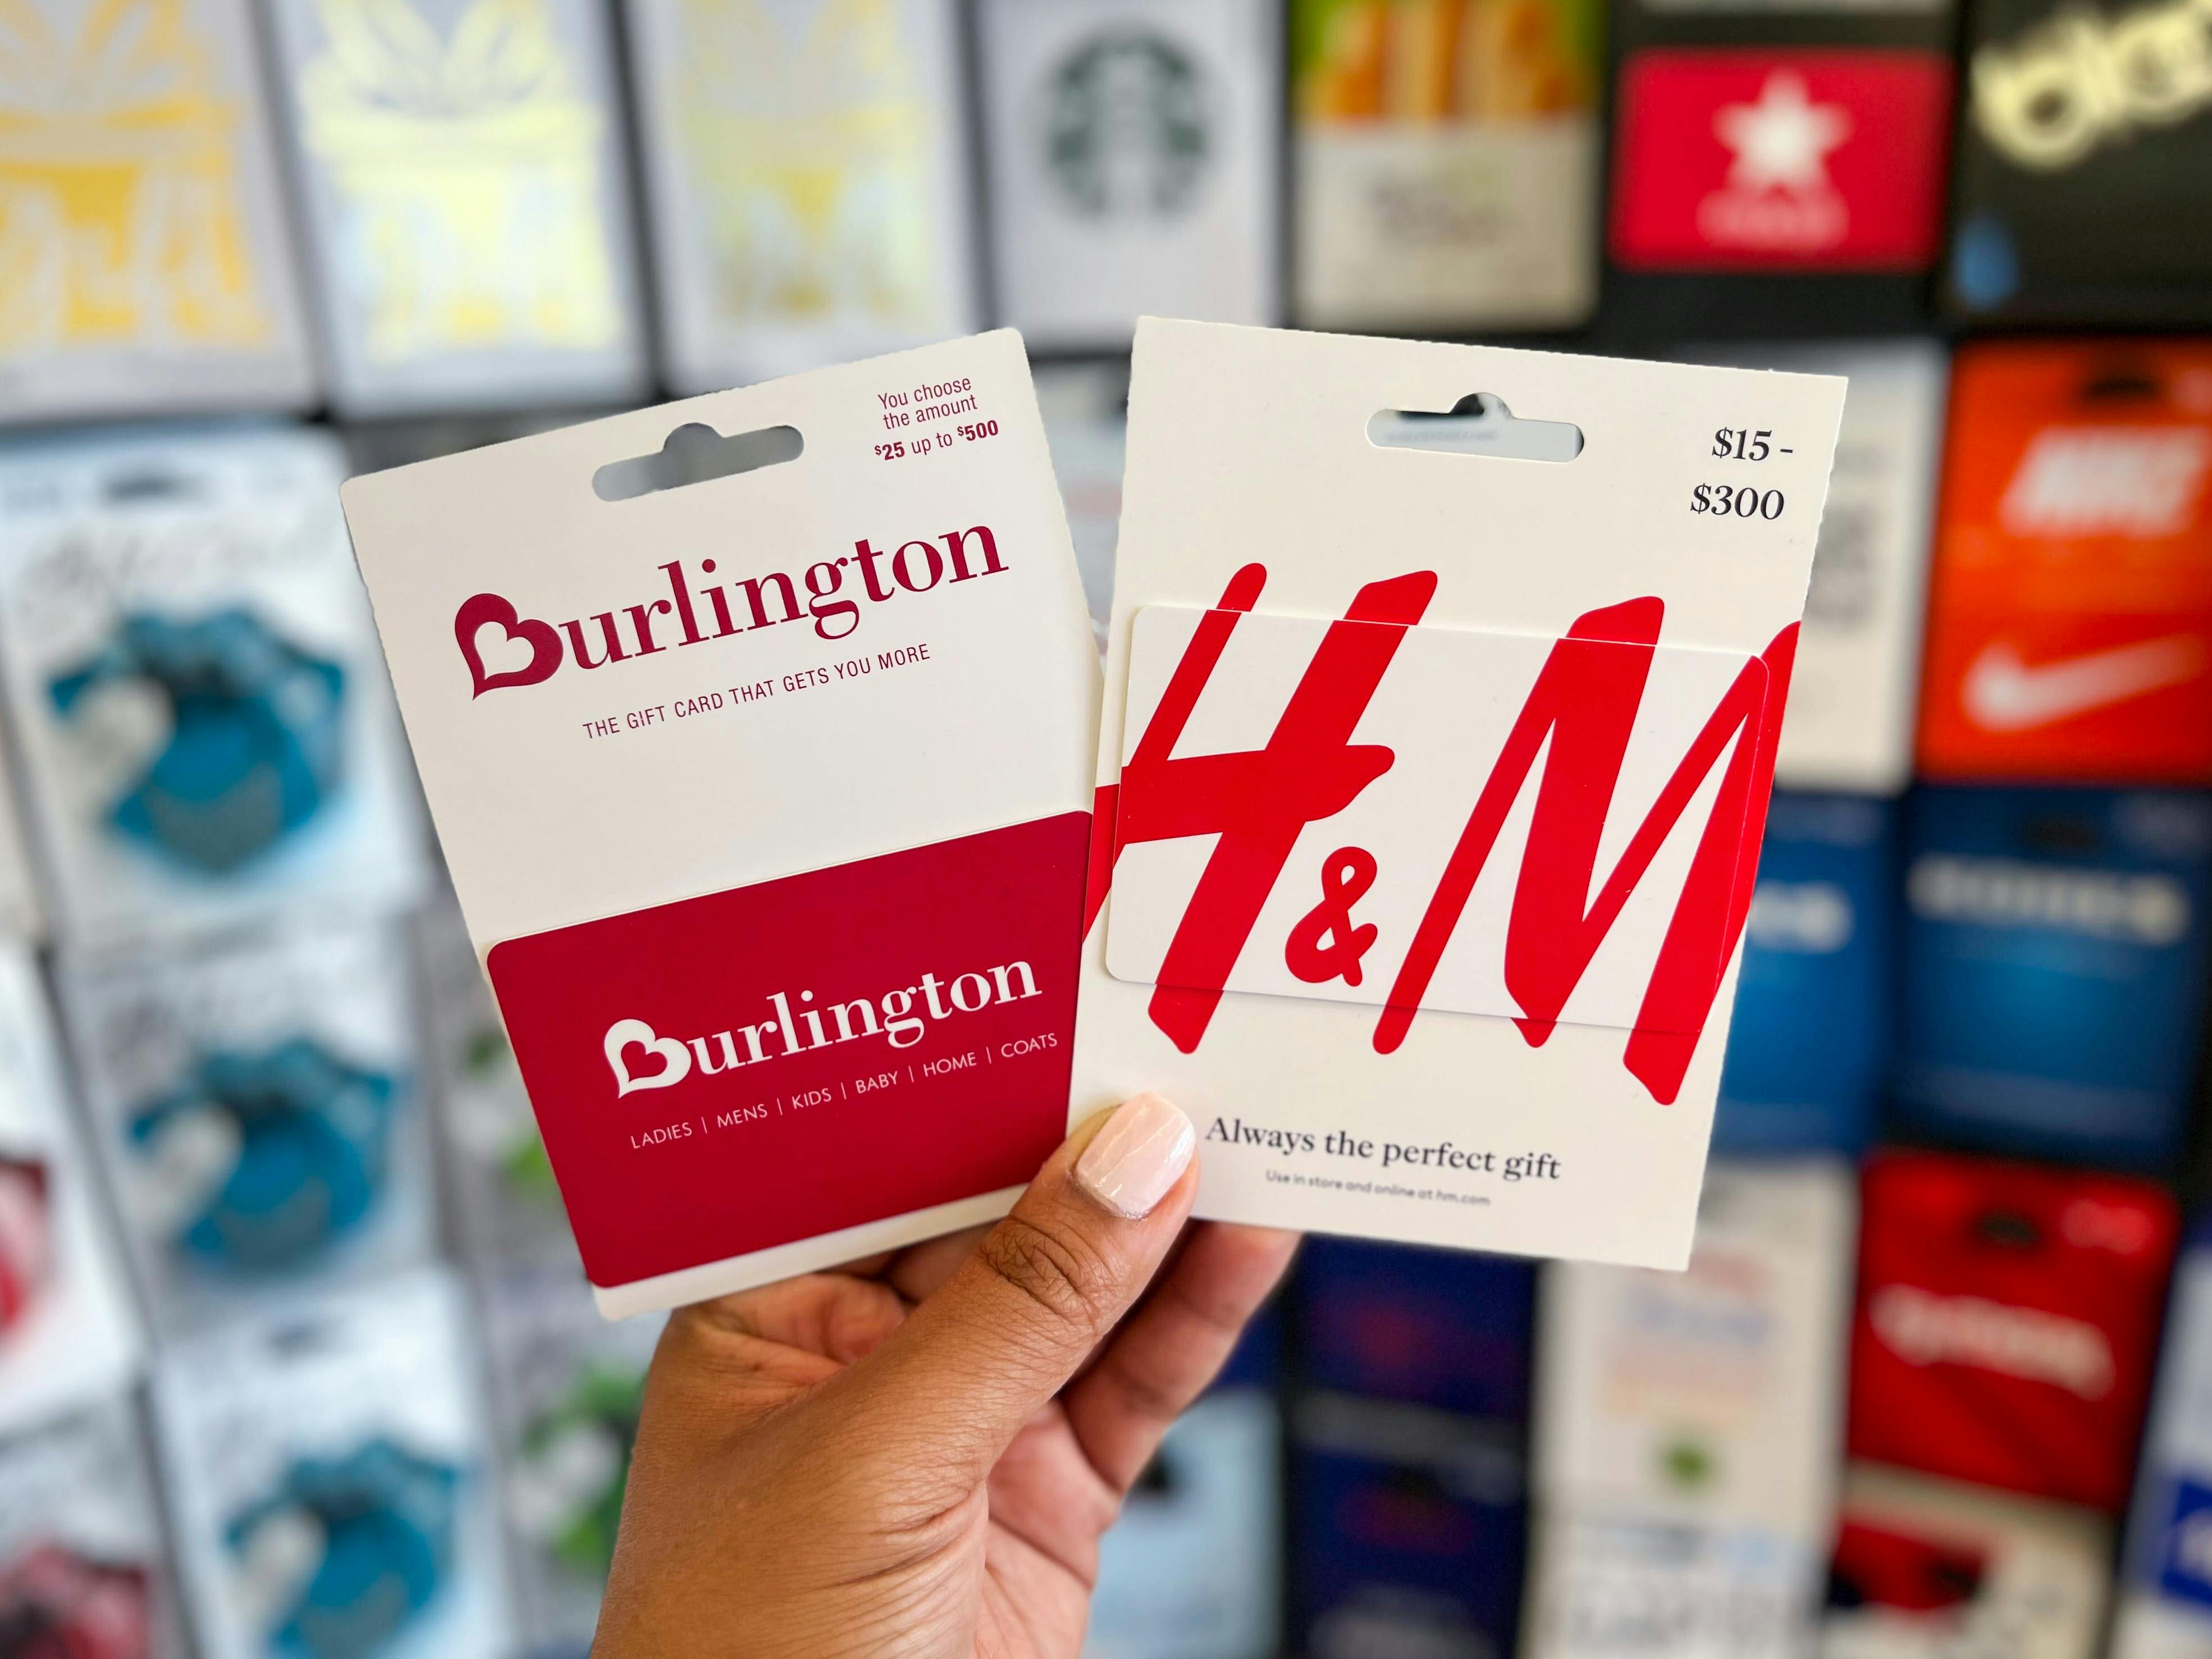 You choose
the amount
$25 up to $500
Burlington
THE GIFT CARD THAT GETS YOU MORE
Burlington
LADIES | MENS | KIDS | BABY | HOME | COATS
$15 -
$300
H&M
Always the perfect gift
Use in store and online at hm.com
NIKE